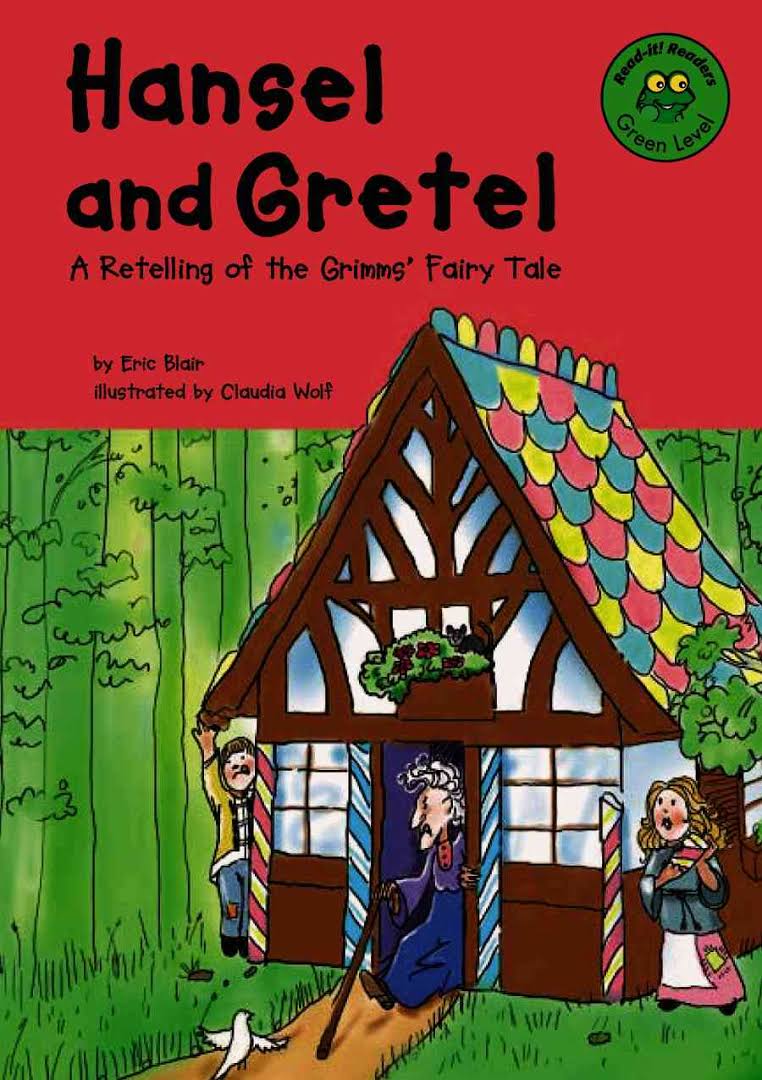 Hansel
and Gretel
A Retelling of the Grimms' Fairy Tale
by Eric Blair
illustrated by Claudia Wolf
Read-it! Readers
Green Level